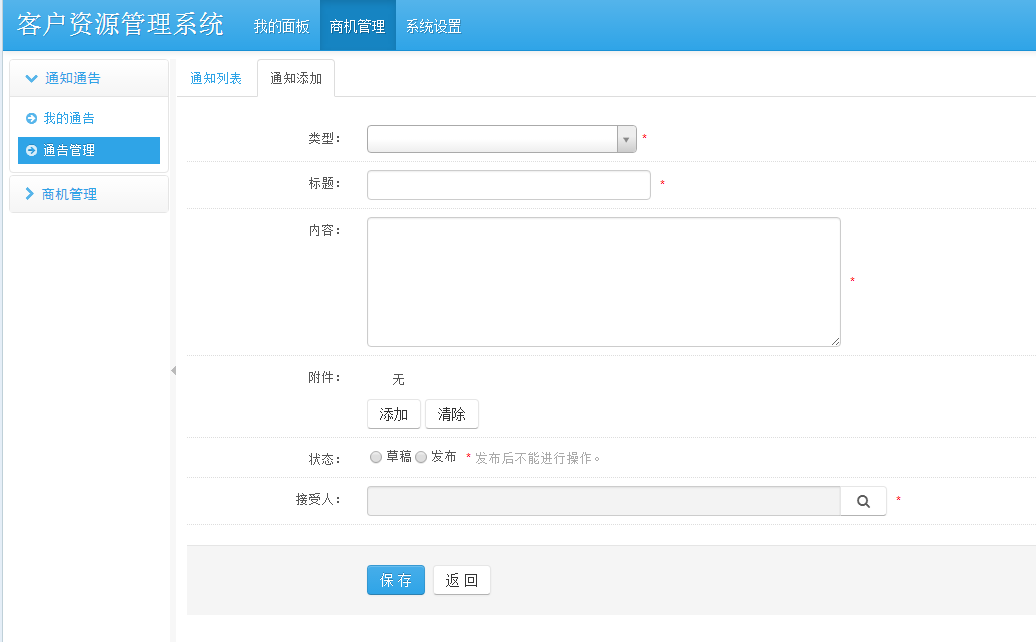 客户资源管理系统 我的面板 商机管理 系统设置
通知通告
我的通告
通告管理
商机管理
通知列表 通知添加
类型： *
标题： *
内容： *
附件： 无
添加 清除
状态： 草稿 发布 * 发布后不能进行操作。
接受人： *
保 存 返 回